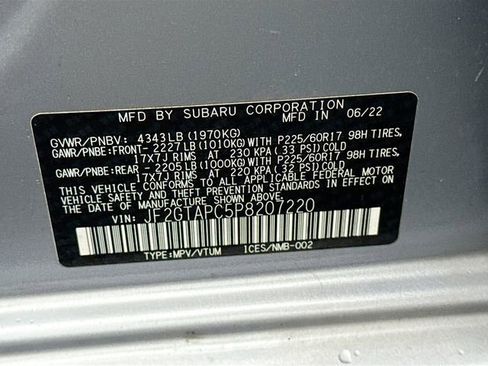 MFD BY SUBARU CORPORATION
MFD IN 06/22
GVWR/PNBV: 4343LB (1970KG)
GAWR/PNBE:FRONT-2227LB (1010KG)WITH P225/60R17 98H TIRES,
17X7J RIMS AT 230 KPA (33 PSI)COLD
GAWR/PNBE:REAR -2205LB (1000KG)WITH P225/60R17 98H TIRES,
17X7J RIMS AT 220 KPA (32 PSI)COLD
THIS VEHICLE CONFORMS TO ALL APPLICABLE FEDERAL MOTOR
VEHICLE SAFETY AND THEFT PREVENTION STANDARDS IN EFFECT
ON THE DATE OF MANUFACTURE SHOWN ABOVE.
VIN: JF2GTAPC5P8207220
TYPE:MPV/VTUM ICES/NMB-002